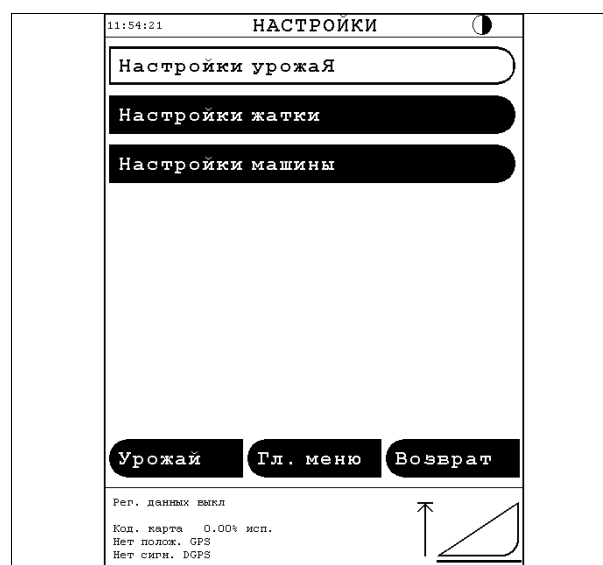 11:54:21 НАСТРОЙКИ
Настройки урожаЯ
Настройки жатки
Настройки машины
Урожай Гл. меню Возврат
Рег. данных выкл
Код. карта 0.00% исп.
Нет полож. GPS
Нет сигн. DGPS